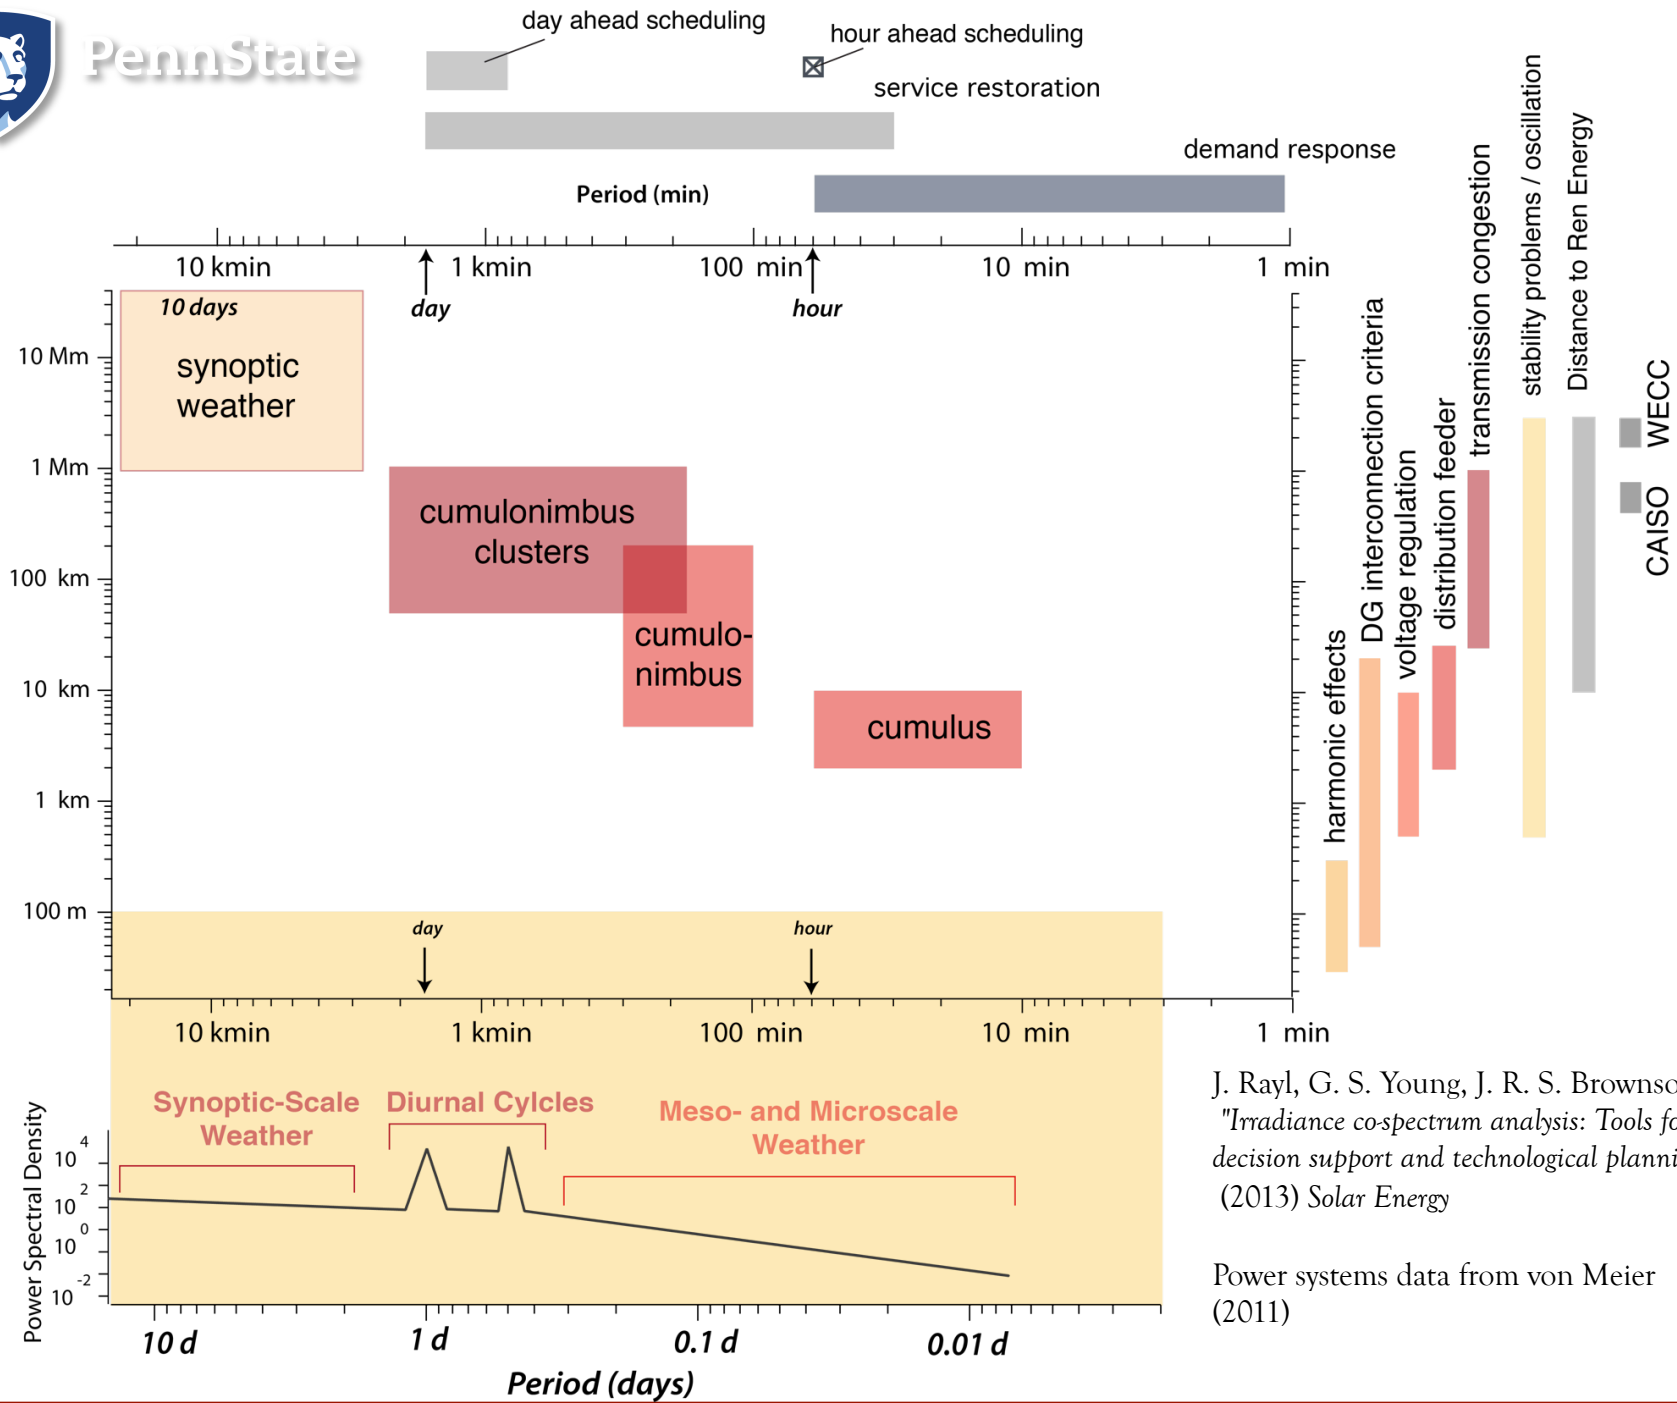 PennState
day ahead scheduling
hour ahead scheduling
service restoration
demand response
Period (min)
10 kmin
1 kmin
100 min
10 min
1 min
day
hour
10 days
synoptic
weather
10 Mm
1 Mm
100 km
10 km
1 km
100 m
cumulonimbus
clusters
cumulo-
nimbus
cumulus
harmonic effects
DG interconnection criteria
voltage regulation
distribution feeder
transmission congestion
stability problems / oscillation
Distance to Ren Energy
WECC
CAISO
day
hour
10 kmin
1 kmin
100 min
10 min
1 min
Synoptic-Scale
Weather
Diurnal Cylcles
Meso- and Microscale
Weather
Power Spectral Density
10 4
10 2
10 0
10 -2
10 d
1 d
0.1 d
0.01 d
Period (days)
J. Rayl, G. S. Young, J. R. S. Brownso
"Irradiance co-spectrum analysis: Tools fo
decision support and technological planni
(2013) Solar Energy
Power systems data from von Meier
(2011)